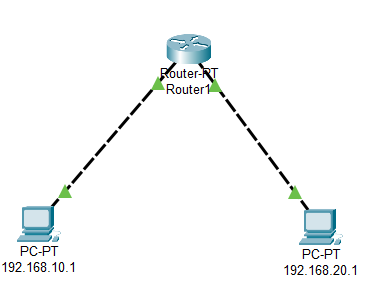 Router-PT
Router1
PC-PT
192.168.10.1
PC-PT
192.168.20.1